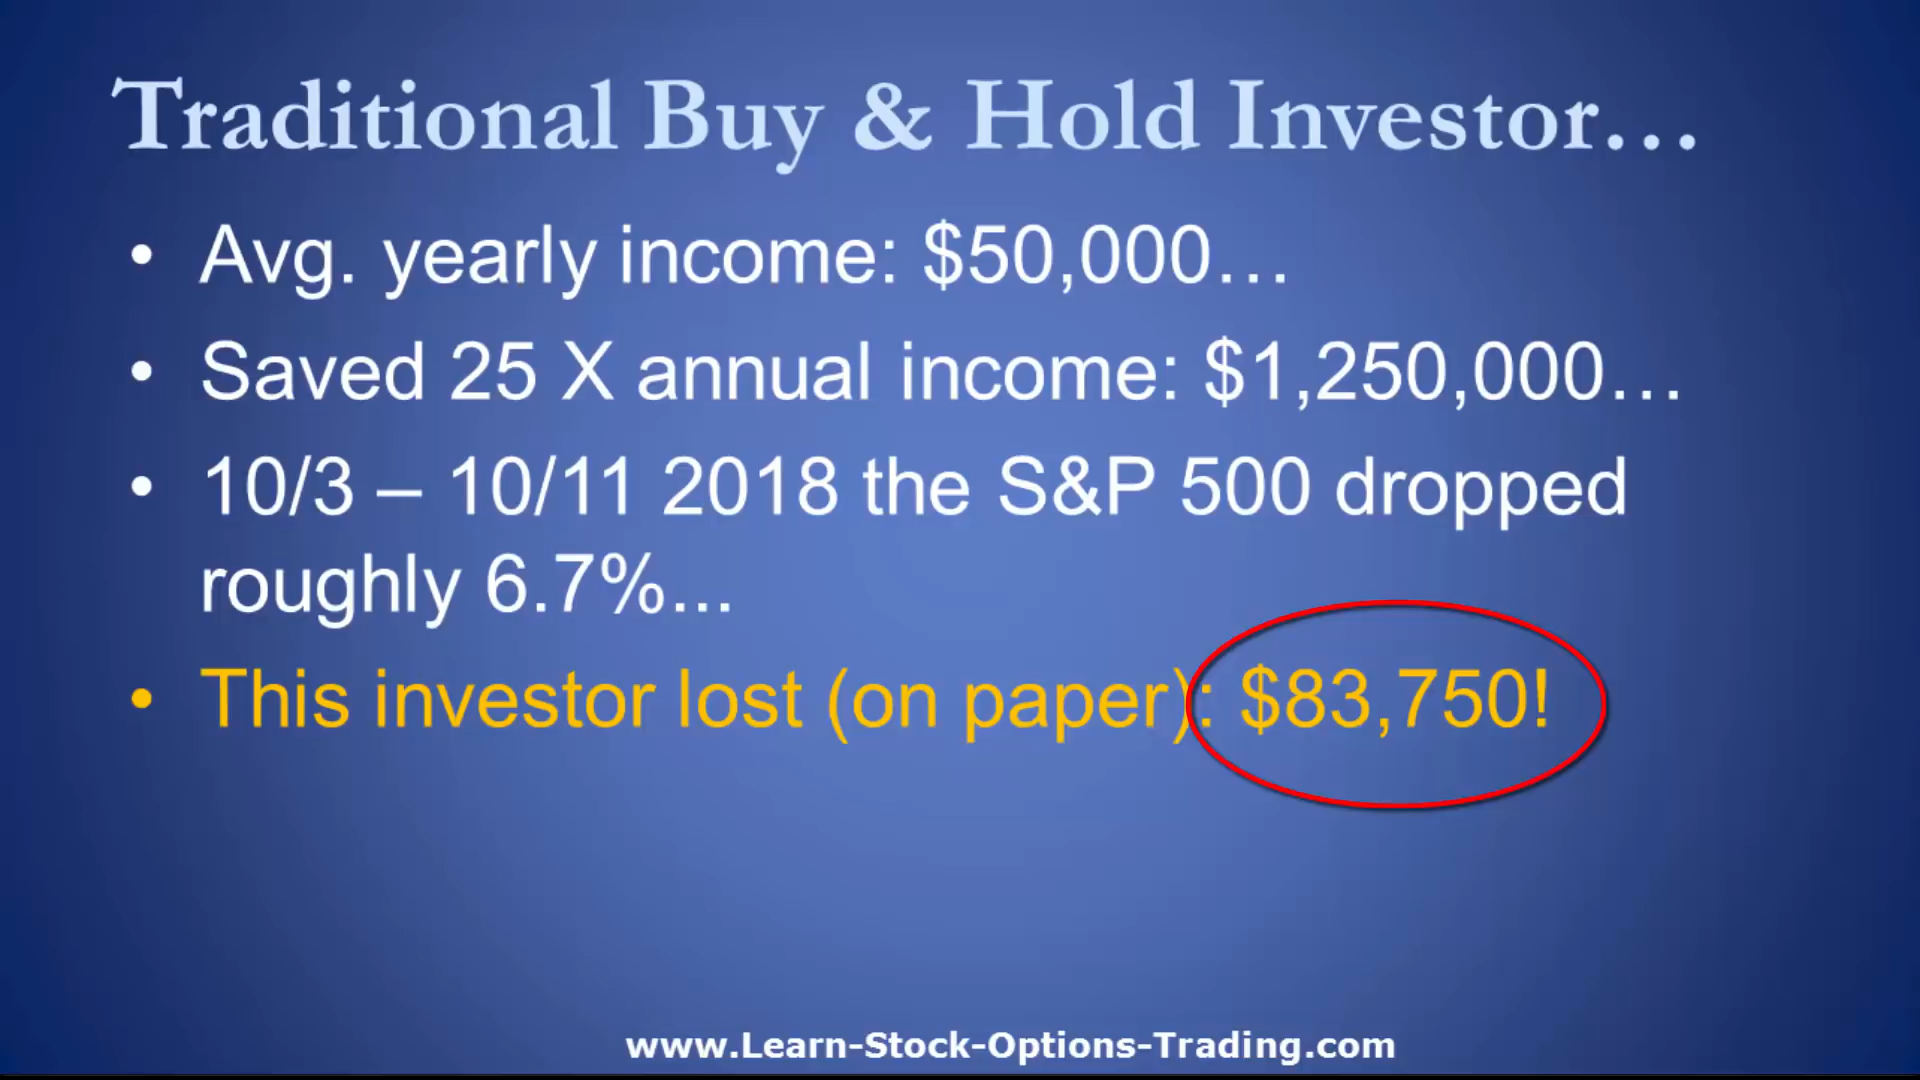 Traditional Buy & Hold Investor…
• Avg. yearly income: $50,000…
• Saved 25 X annual income: $1,250,000…
• 10/3 – 10/11 2018 the S&P 500 dropped
roughly 6.7%...
• This investor lost (on paper): $83,750!
www.Learn-Stock-Options-Trading.com